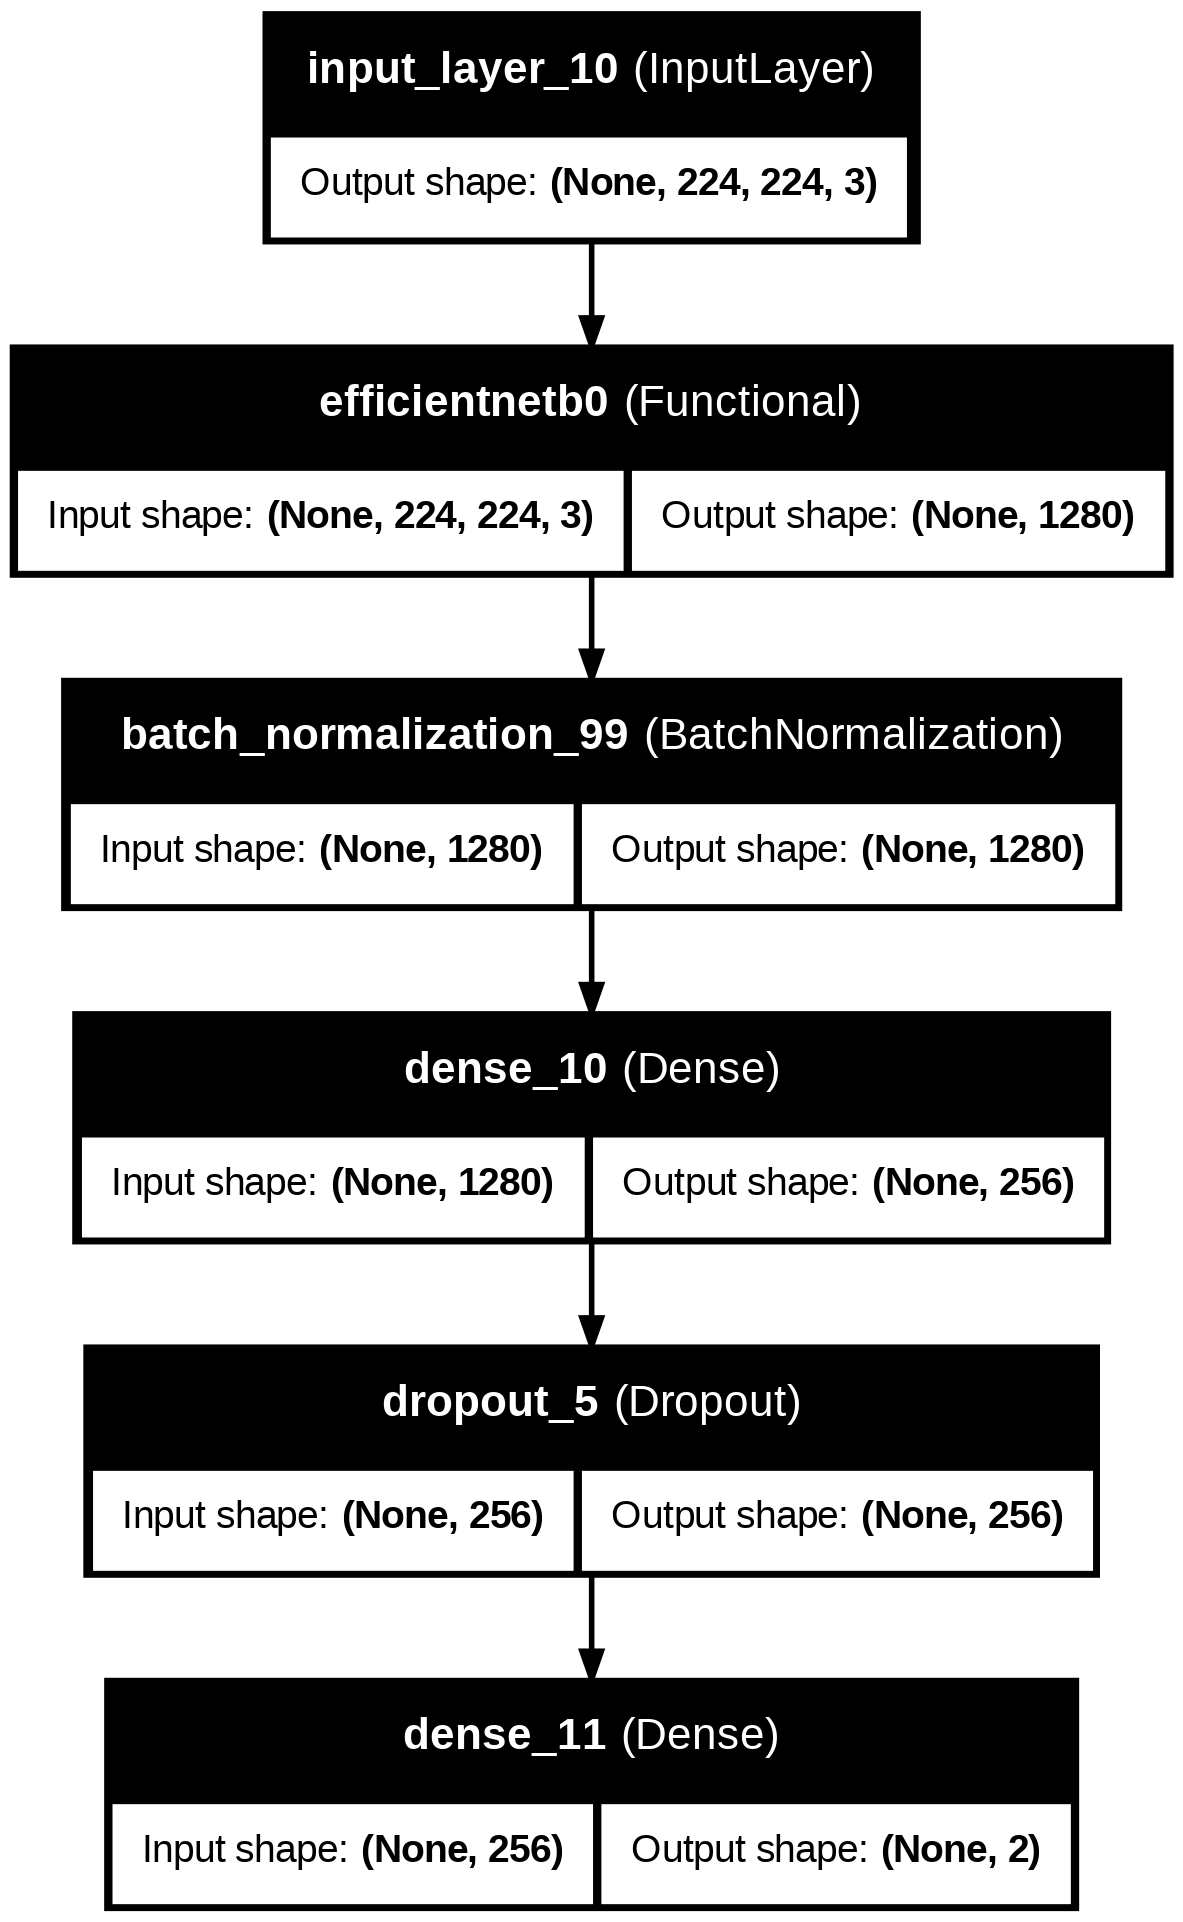 input_layer_10 (InputLayer)
Output shape: (None, 224, 224, 3)
efficientnetb0 (Functional)
Input shape: (None, 224, 224, 3) Output shape: (None, 1280)
batch_normalization_99 (BatchNormalization)
Input shape: (None, 1280) Output shape: (None, 1280)
dense_10 (Dense)
Input shape: (None, 1280) Output shape: (None, 256)
dropout_5 (Dropout)
Input shape: (None, 256) Output shape: (None, 256)
dense_11 (Dense)
Input shape: (None, 256) Output shape: (None, 2)